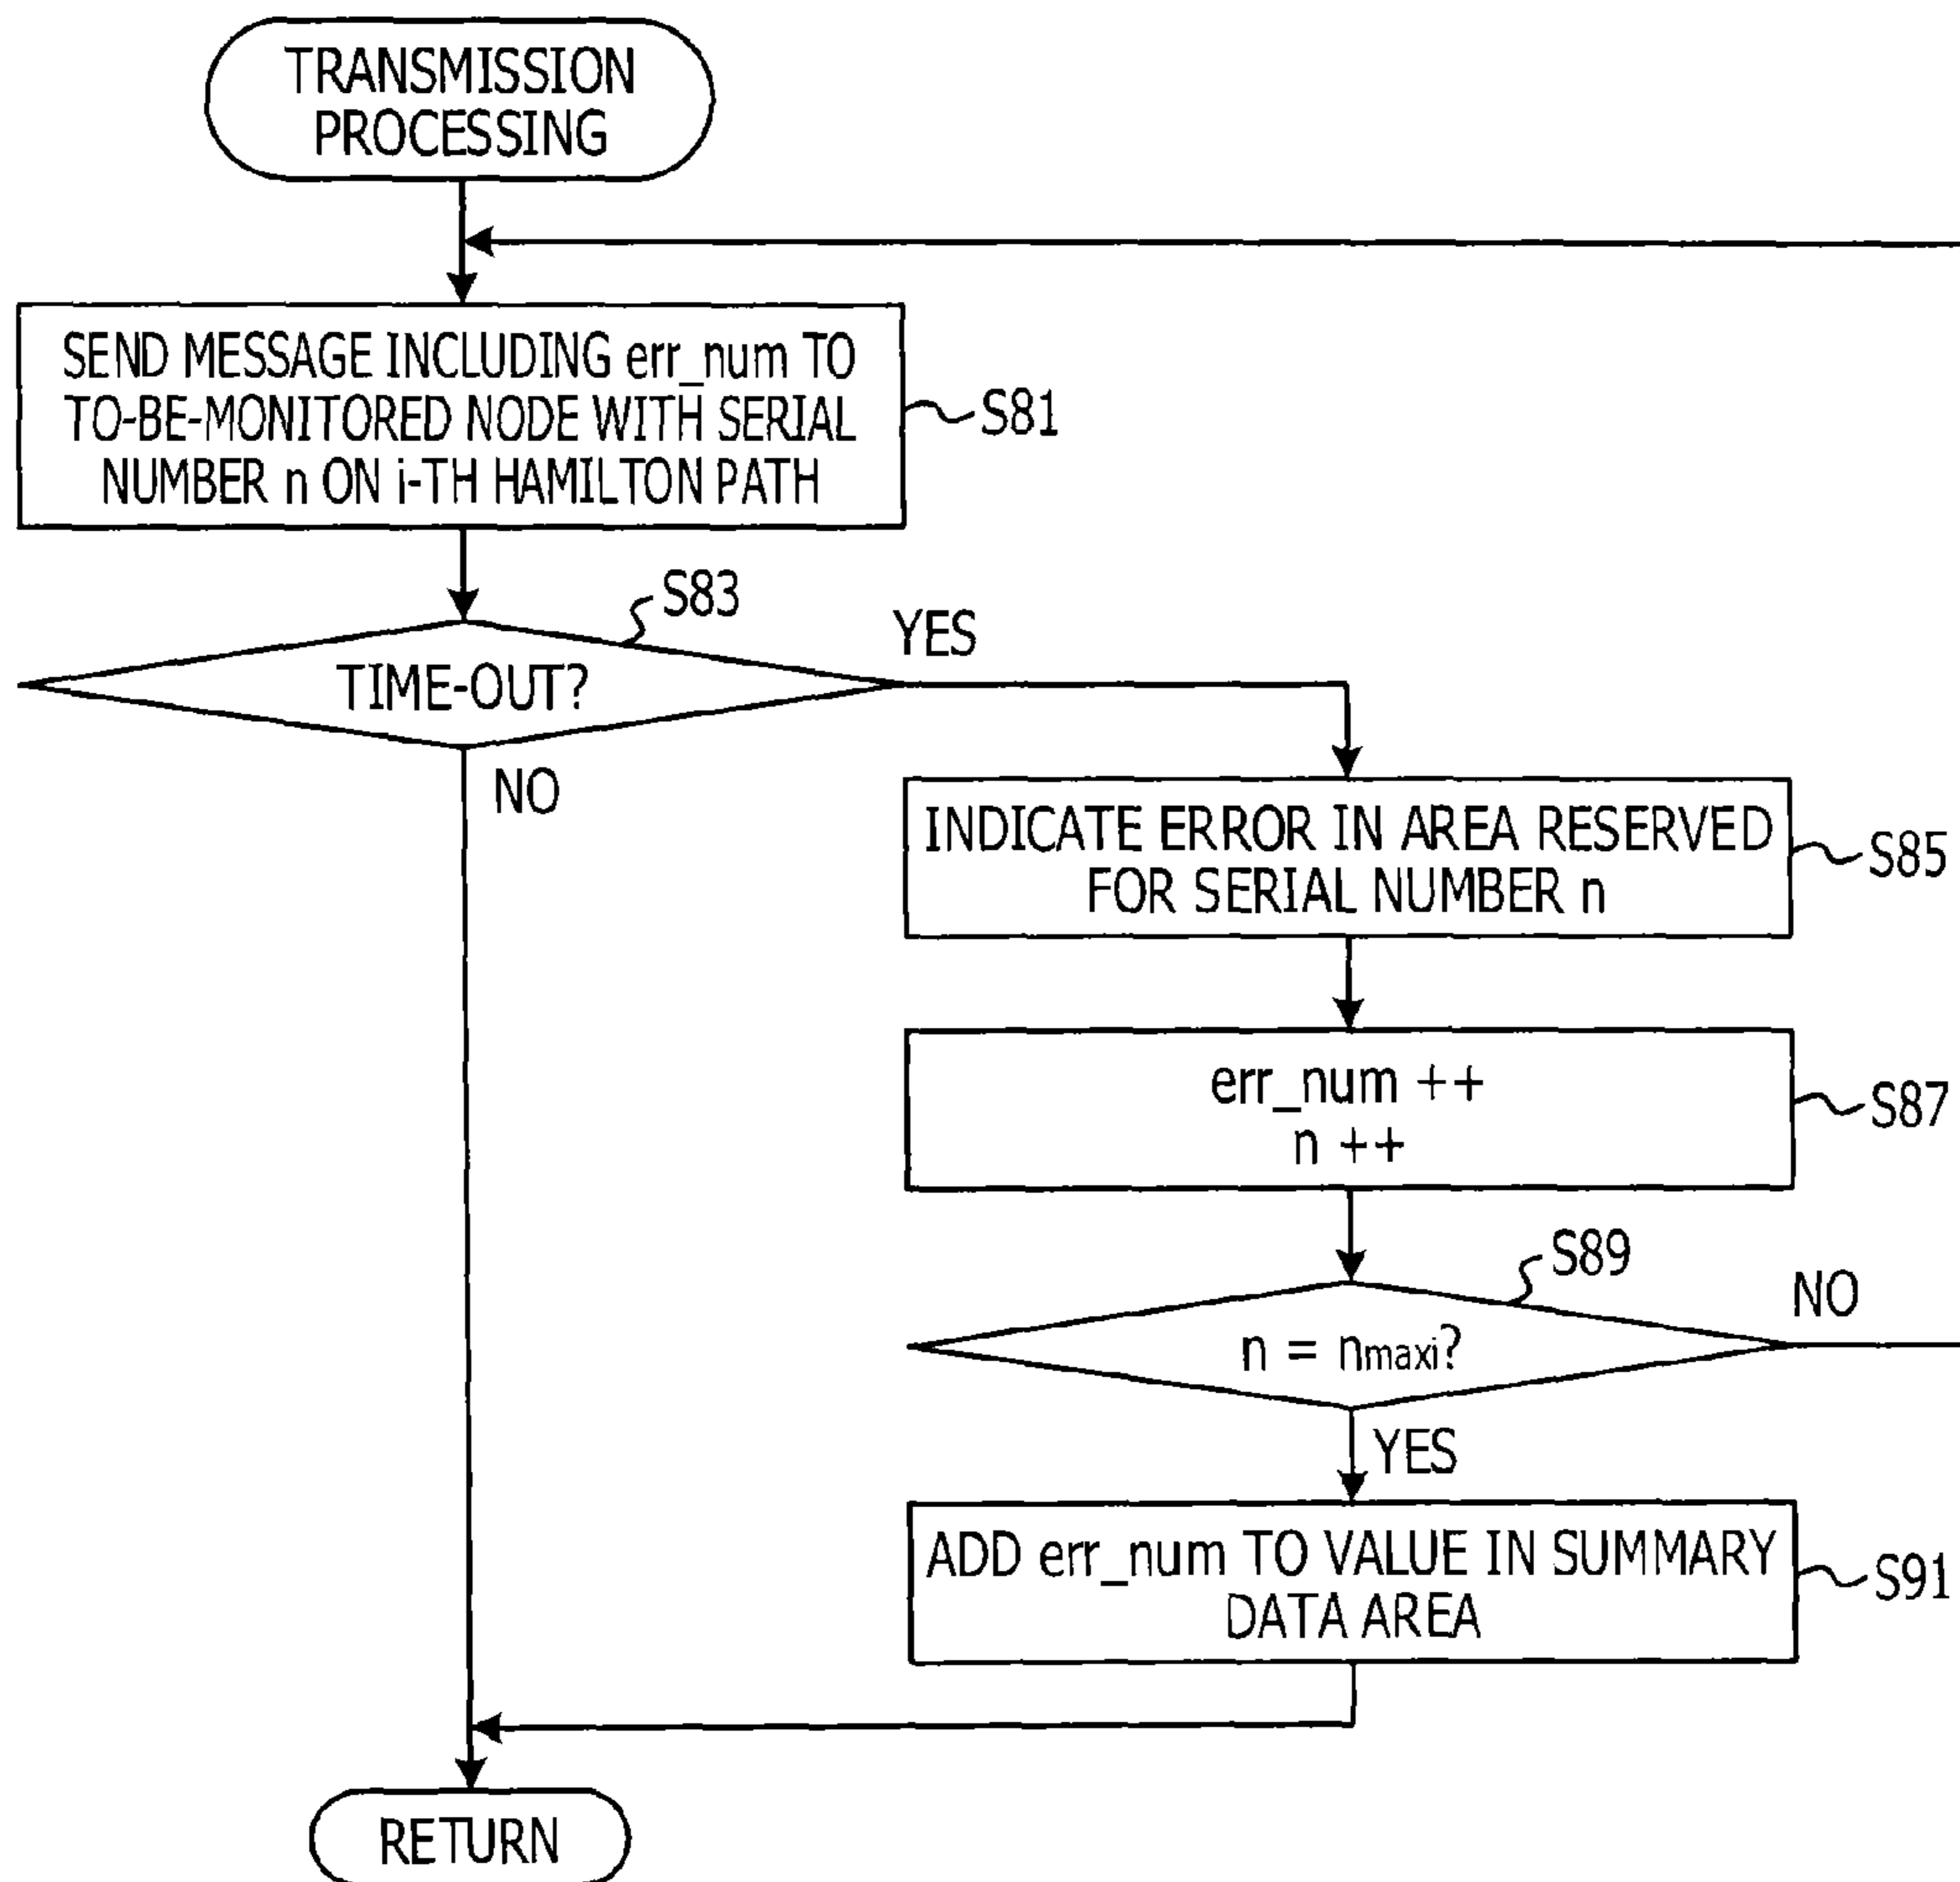 TRANSMISSION
PROCESSING
SEND MESSAGE INCLUDING err_num TO
TO-BE-MONITORED NODE WITH SERIAL
NUMBER n ON i-TH HAMILTON PATH
S81
S83
TIME-OUT?
YES
NO
INDICATE ERROR IN AREA RESERVED
FOR SERIAL NUMBER n
S85
err_num ++
n ++
S87
S89
n = nmaxi?
NO
YES
ADD err_num TO VALUE IN SUMMARY
DATA AREA
S91
RETURN